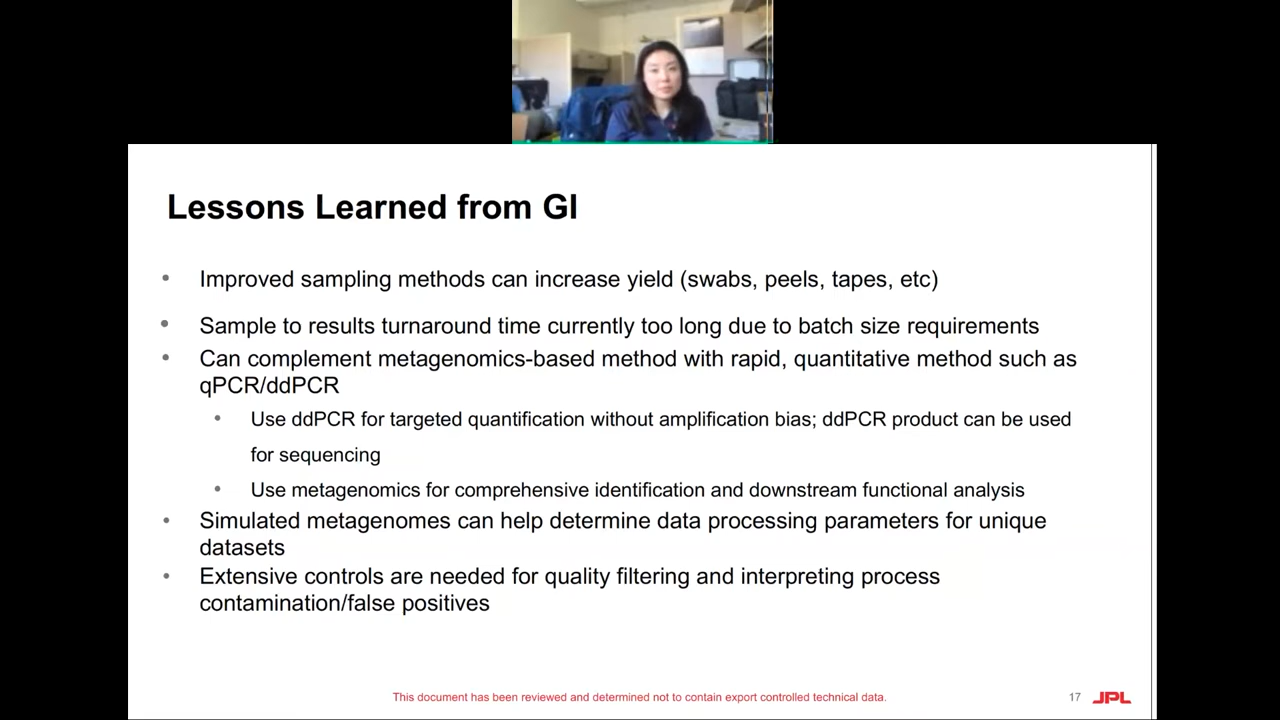 Lessons Learned from GI
• Improved sampling methods can increase yield (swabs, peels, tapes, etc)
• Sample to results turnaround time currently too long due to batch size requirements
• Can complement metagenomics-based method with rapid, quantitative method such as
qPCR/ddPCR
• Use ddPCR for targeted quantification without amplification bias; ddPCR product can be used
for sequencing
• Use metagenomics for comprehensive identification and downstream functional analysis
• Simulated metagenomes can help determine data processing parameters for unique
datasets
• Extensive controls are needed for quality filtering and interpreting process
contamination/false positives
This document has been reviewed and determined not to contain export controlled technical data.
17 JPL